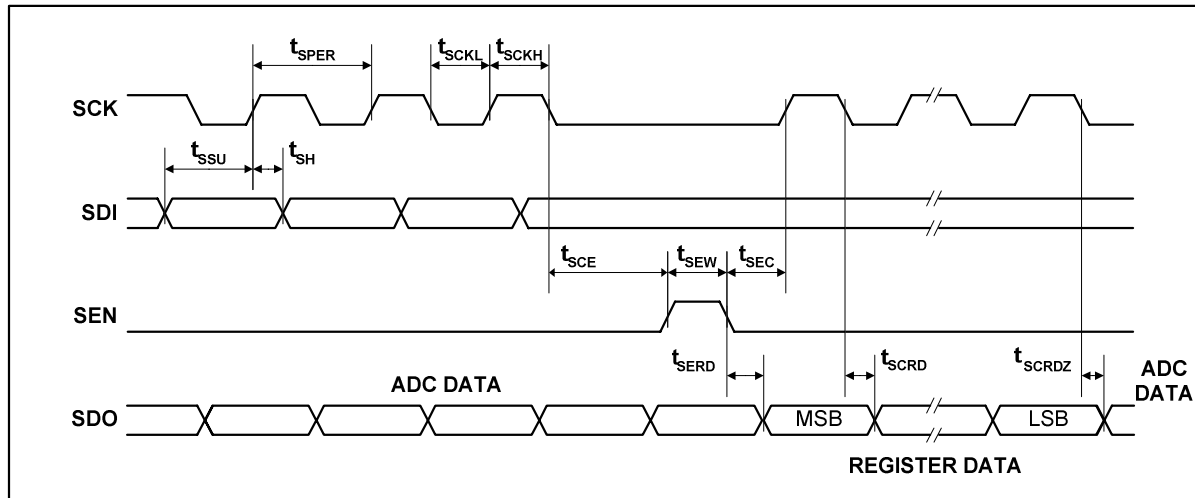 tSPER
tSCKL
tSCKH
SCK
tSSU
tSH
SDI
tSCE
tSEW
tSEC
SEN
tSERD
tSCRD
tSCRDZ
ADC DATA
ADC DATA
SDO
MSB
LSB
REGISTER DATA